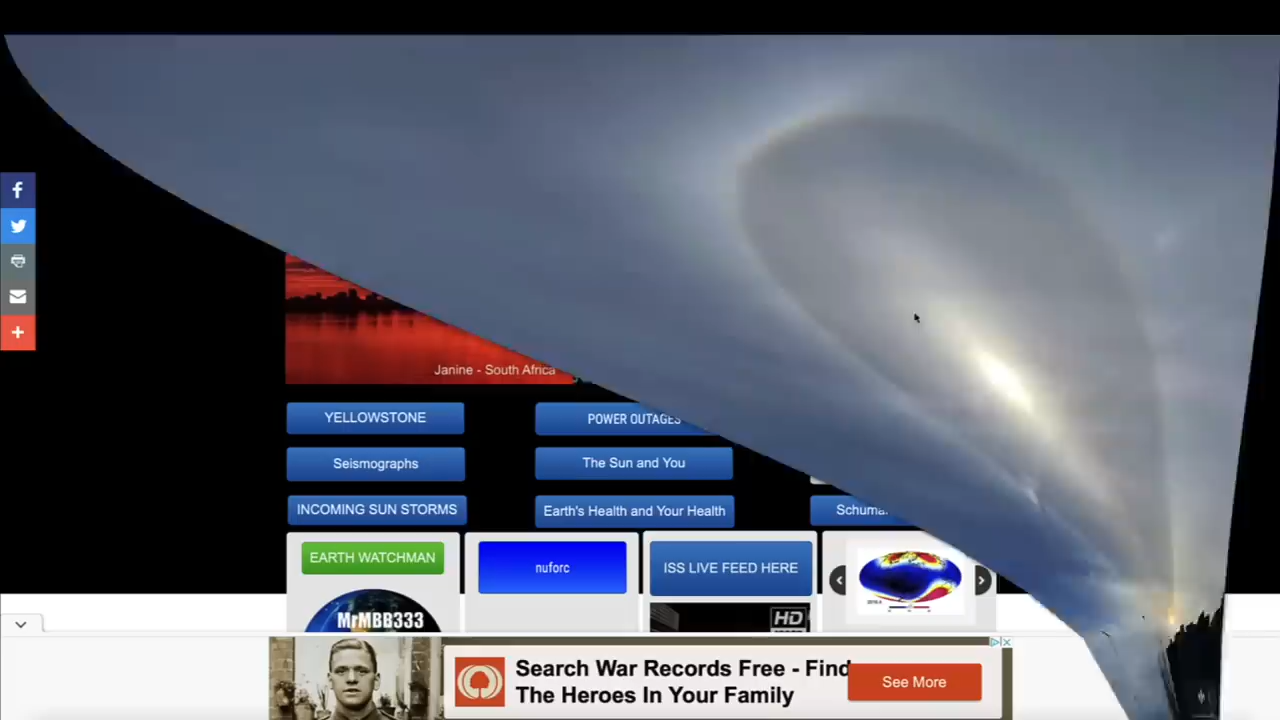 Janine - South Africa
YELLOWSTONE
POWER OUTAGES
Seismographs
The Sun and You
INCOMING SUN STORMS
Earth's Health and Your Health
EARTH WATCHMAN
nuforc
ISS LIVE FEED HERE
MrMBB333
HD
Search War Records Free - Find
The Heroes In Your Family
See More